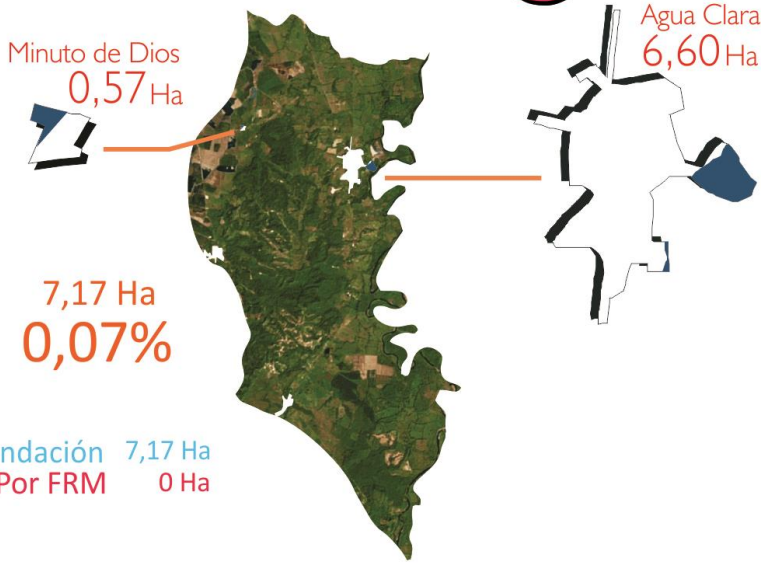 Minuto de Dios
0,57 Ha
Agua Clara
6,60 Ha
7,17 Ha
0,07%
ndación 7,17 Ha
Por FRM 0 Ha